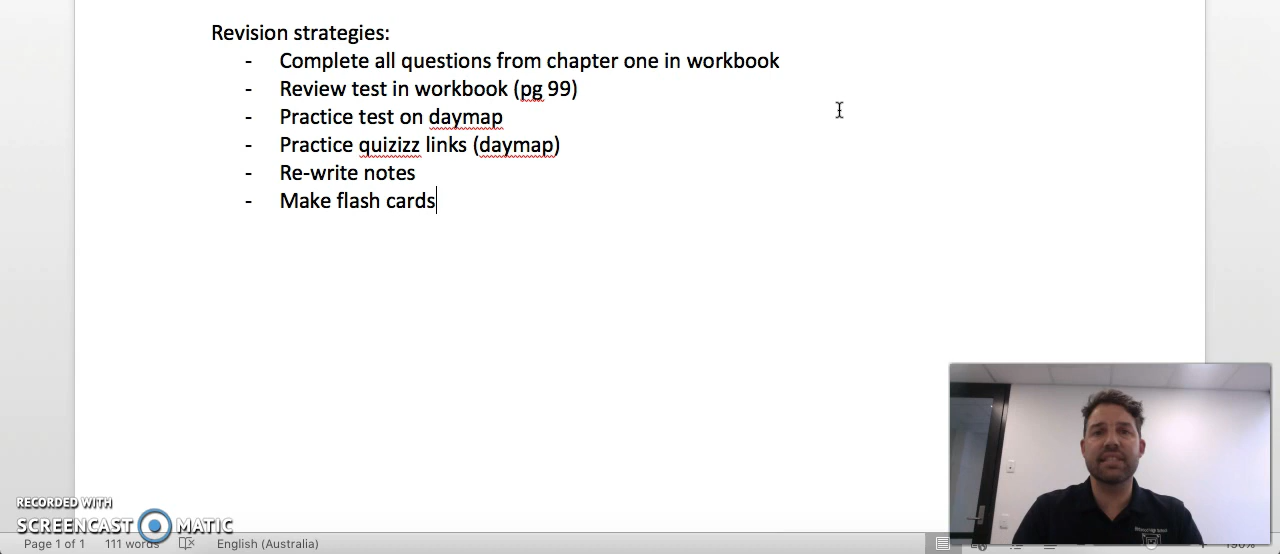 Revision strategies:
- Complete all questions from chapter one in workbook
- Review test in workbook (pg 99)
- Practice test on daymap
- Practice quizizz links (daymap)
- Re-write notes
- Make flash cards
RECORDED WITH
SCREENCAST MATIC
Page 1 of 1 111 words English (Australia) 190%